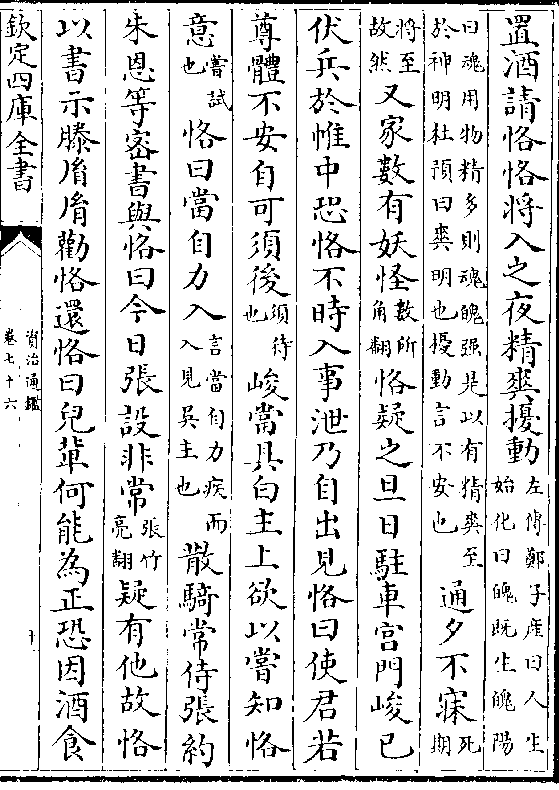 置酒請恪恪將入之夜精爽擾動左傳鄭子產曰人生始化曰魄既生魄陽
曰魂用物精多則魂魄强是以有精爽至於神明杜預曰爽明也擾動言不安也通夕不寐死期
將至故然又家數有妖怪數所角翻恪疑之旦日駐車宫門峻已
伏兵於帷中恐恪不時入事泄乃自出見恪曰使君若
尊體不安自可須後須待也峻當具白主上欲以嘗知恪
意嘗試也恪曰當自力入言當自力疾而入見吳主也散騎常侍張約
朱恩等密書與恪曰今日張設非常張竹亮翻疑有他故恪
以書示滕𦙍𦙍勸恪還恪曰兒輩何能為正恐因酒食
欽定四庫全書
資治通鑑
卷七十六
十